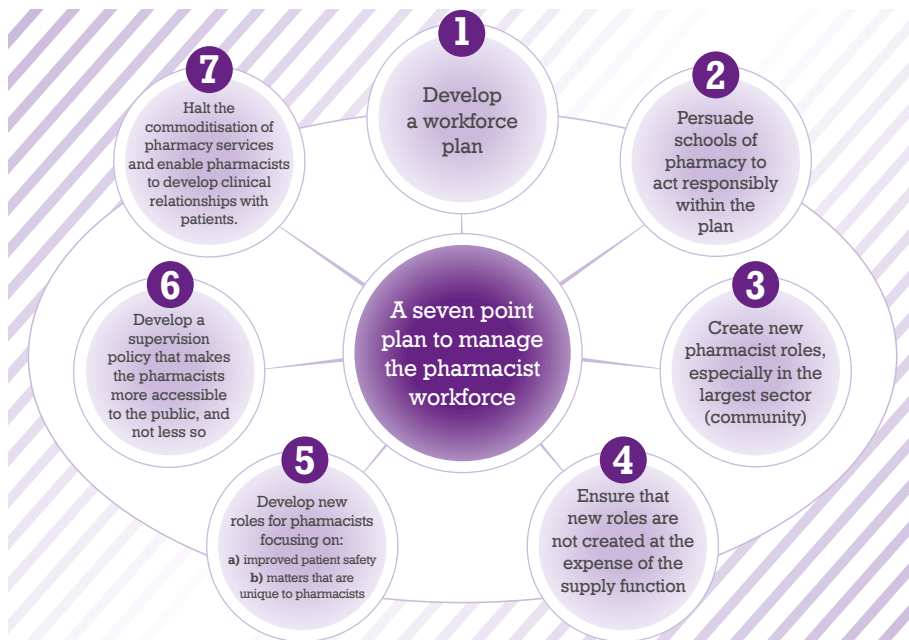 A seven point
plan to manage
the pharmacist
workforce
1
Develop
a workforce
plan
2
Persuade
schools of
pharmacy to
act responsibly
within the
plan
3
Create new
pharmacist roles,
especially in the
largest sector
(community)
4
Ensure that
new roles are
not created at the
expense of the
supply function
5
Develop new
roles for pharmacists
focusing on:
a) improved patient safety
b) matters that are
unique to pharmacists
6
Develop a
supervision
policy that makes
the pharmacists
more accessible
to the public, and
not less so
7
Halt the
commoditisation of
pharmacy services
and enable pharmacists
to develop clinical
relationships with
patients.